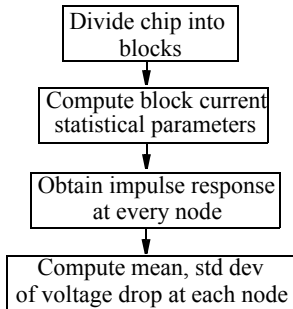 Divide chip into
blocks
Compute block current
statistical parameters
Obtain impulse response
at every node
Compute mean, std dev
of voltage drop at each node